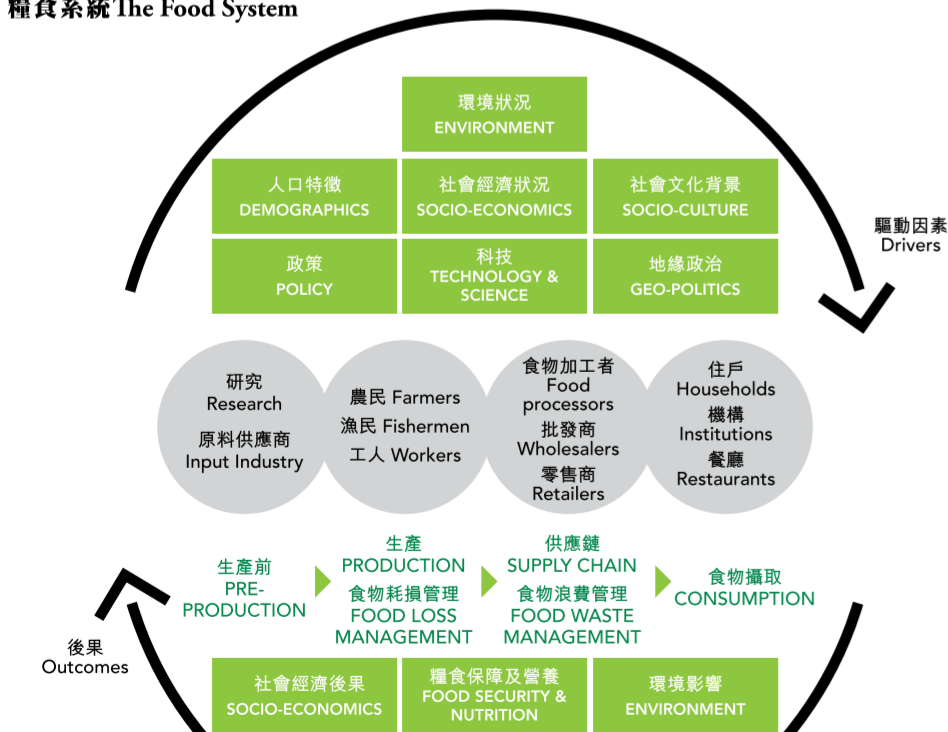 糧食系統 The Food System
環境狀況
ENVIRONMENT
人口特徵
DEMOGRAPHICS
社會經濟狀況
SOCIO-ECONOMICS
社會文化背景
SOCIO-CULTURE
政策
POLICY
科技
TECHNOLOGY &
SCIENCE
地緣政治
GEO-POLITICS
驅動因素
Drivers
研究
Research
原料供應商
Input Industry
農民 Farmers
漁民 Fishermen
工人 Workers
食物加工者
Food
processors
批發商
Wholesalers
零售商
Retailers
住戶
Households
機構
Institutions
餐廳
Restaurants
生產前
PRE-
PRODUCTION
生產
PRODUCTION
食物耗損管理
FOOD LOSS
MANAGEMENT
供應鏈
SUPPLY CHAIN
食物浪費管理
FOOD WASTE
MANAGEMENT
食物攝取
CONSUMPTION
後果
Outcomes
社會經濟後果
SOCIO-ECONOMICS
糧食保障及營養
FOOD SECURITY &
NUTRITION
環境影響
ENVIRONMENT